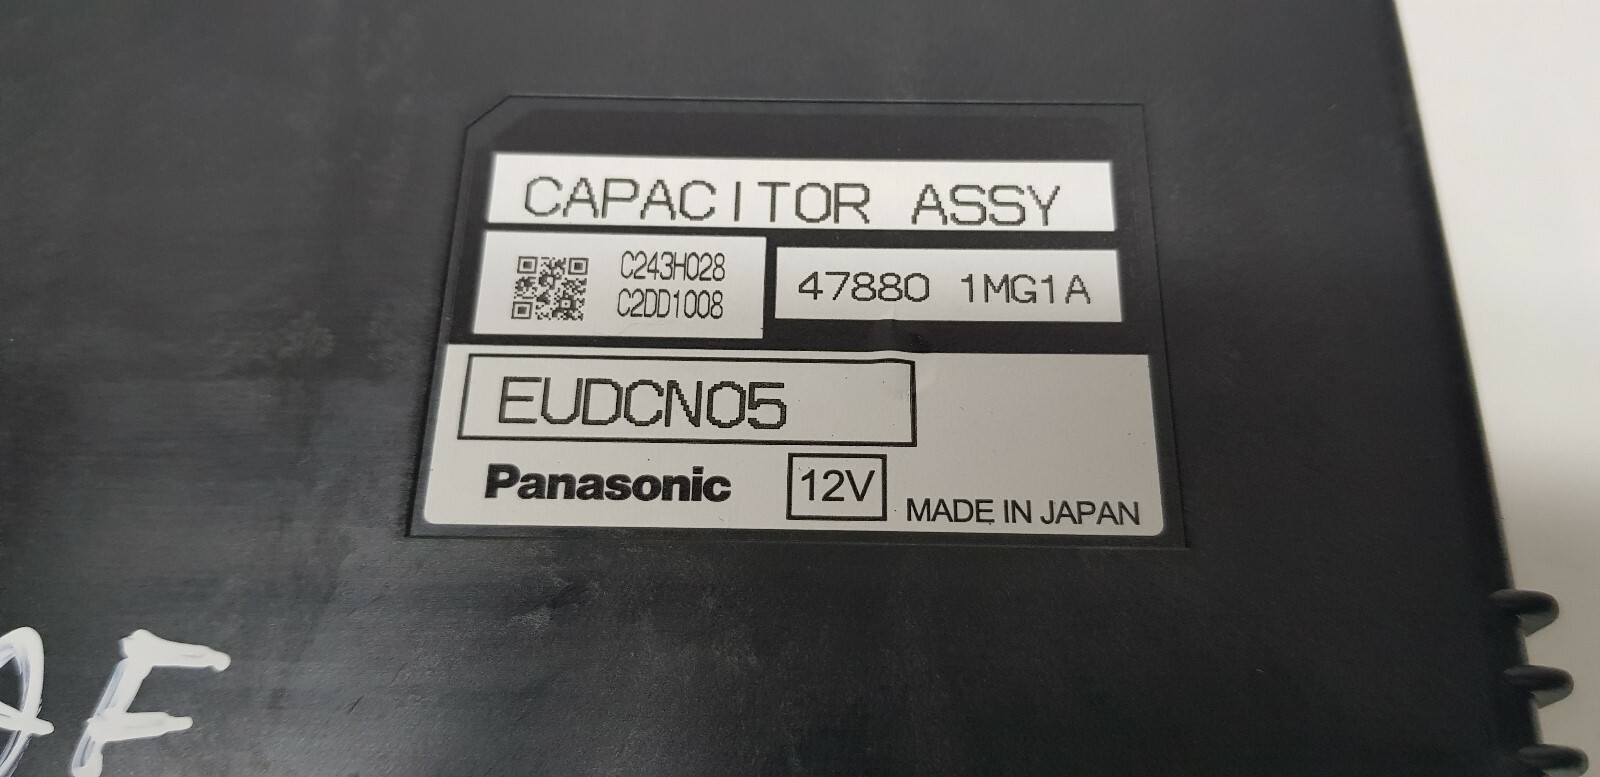 CAPACITOR ASSY
C243H028
C2DD1008
47880 1MG1A
EUDCN05
Panasonic 12V MADE IN JAPAN
F